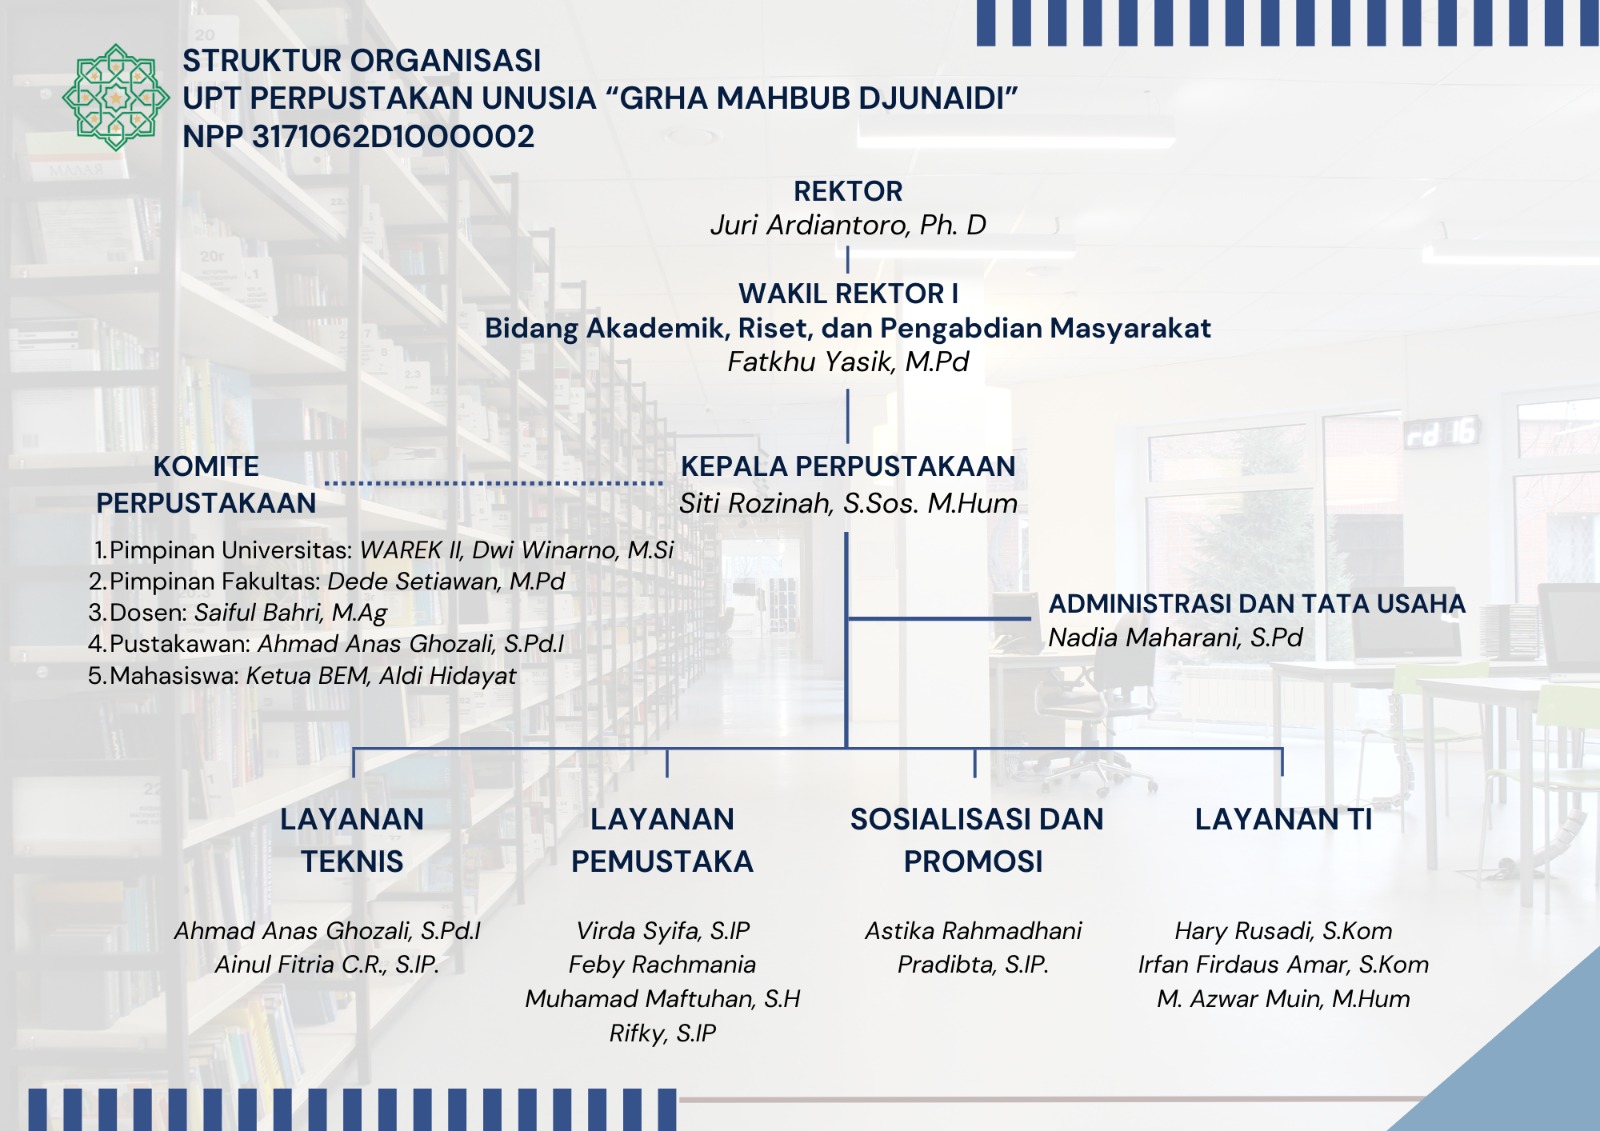 STRUKTUR ORGANISASI
UPT PERPUSTAKAN UNUSIA “GRHA MAHBUB DJUNAIDI”
NPP 3171062D1000002
REKTOR
Juri Ardiantoro, Ph. D
WAKIL REKTOR I
Bidang Akademik, Riset, dan Pengabdian Masyarakat
Fatkhu Yasik, M.Pd
KOMITE
PERPUSTAKAAN
KEPALA PERPUSTAKAAN
Siti Rozinah, S.Sos. M.Hum
1.Pimpinan Universitas: WAREK II, Dwi Winarno, M.Si
2.Pimpinan Fakultas: Dede Setiawan, M.Pd
3.Dosen: Saiful Bahri, M.Ag
4.Pustakawan: Ahmad Anas Ghozali, S.Pd.I
5.Mahasiswa: Ketua BEM, Aldi Hidayat
ADMINISTRASI DAN TATA USAHA
Nadia Maharani, S.Pd
LAYANAN
TEKNIS
Ahmad Anas Ghozali, S.Pd.I
Ainul Fitria C.R., S.IP.
LAYANAN
PEMUSTAKA
Virda Syifa, S.IP
Feby Rachmania
Muhamad Maftuhan, S.H
Rifky, S.IP
SOSIALISASI DAN
PROMOSI
Astika Rahmadhani
Pradibta, S.IP.
LAYANAN TI
Hary Rusadi, S.Kom
Irfan Firdaus Amar, S.Kom
M. Azwar Muin, M.Hum